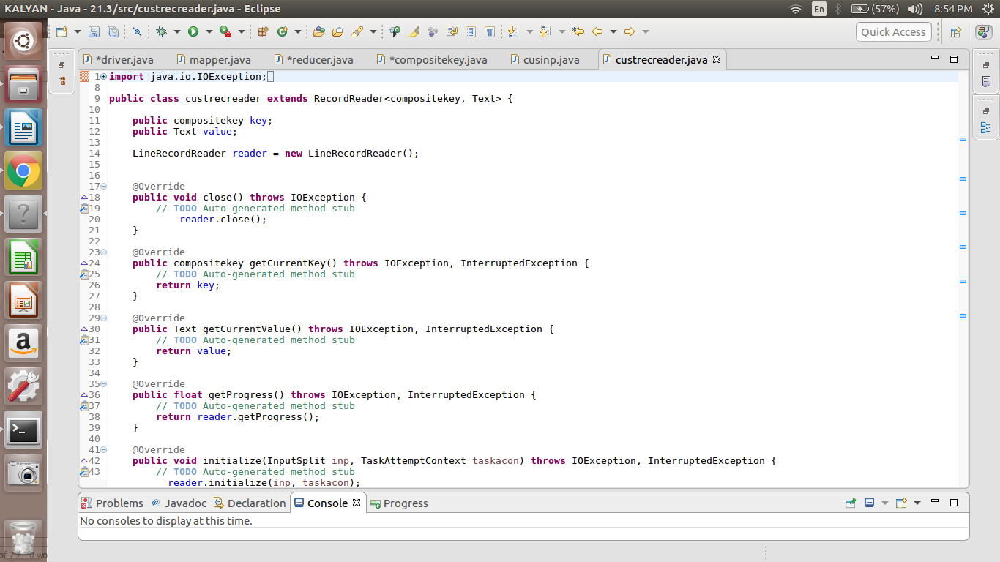 KALYAN - Java - 21.3/src/custrecreader.java - Eclipse
En (57%) 8:54 PM
Quick Access
*driver.java mapper.java *reducer.java *compositekey.java cusinp.java custrecreader.java
1 import java.io.IOException;
8
9 public class custrecreader extends RecordReader<compositekey, Text> {
10
11 public compositekey key;
12 public Text value;
13
14 LineRecordReader reader = new LineRecordReader();
15
16
17 @Override
18 public void close() throws IOException {
19 // TODO Auto-generated method stub
20 reader.close();
21 }
22
23 @Override
24 public compositekey getCurrentKey() throws IOException, InterruptedException {
25 // TODO Auto-generated method stub
26 return key;
27 }
28
29 @Override
30 public Text getCurrentValue() throws IOException, InterruptedException {
31 // TODO Auto-generated method stub
32 return value;
33 }
34
35 @Override
36 public float getProgress() throws IOException, InterruptedException {
37 // TODO Auto-generated method stub
38 return reader.getProgress();
39 }
40
41 @Override
42 public void initialize(InputSplit inp, TaskAttemptContext taskacon) throws IOException, InterruptedException {
43 // TODO Auto-generated method stub
reader.initialize(inp, taskacon);
Problems Javadoc Declaration Console Progress
No consoles to display at this time.